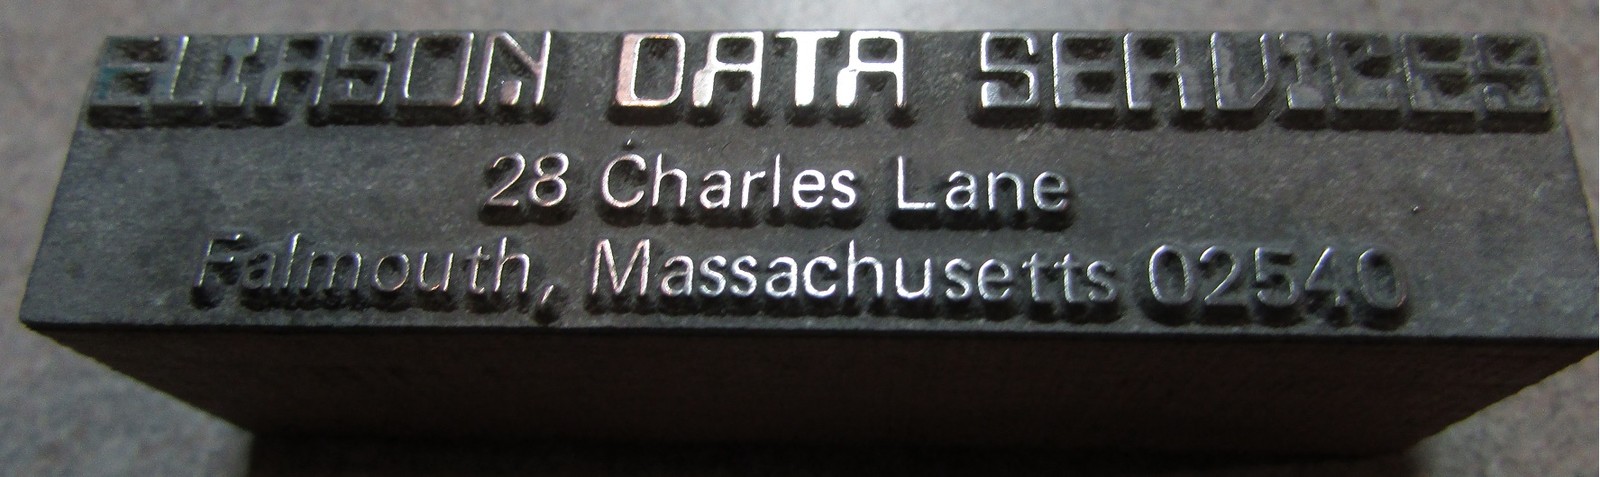 ELIASON DATA SERVICES
28 Charles Lane
Falmouth, Massachusetts 02540